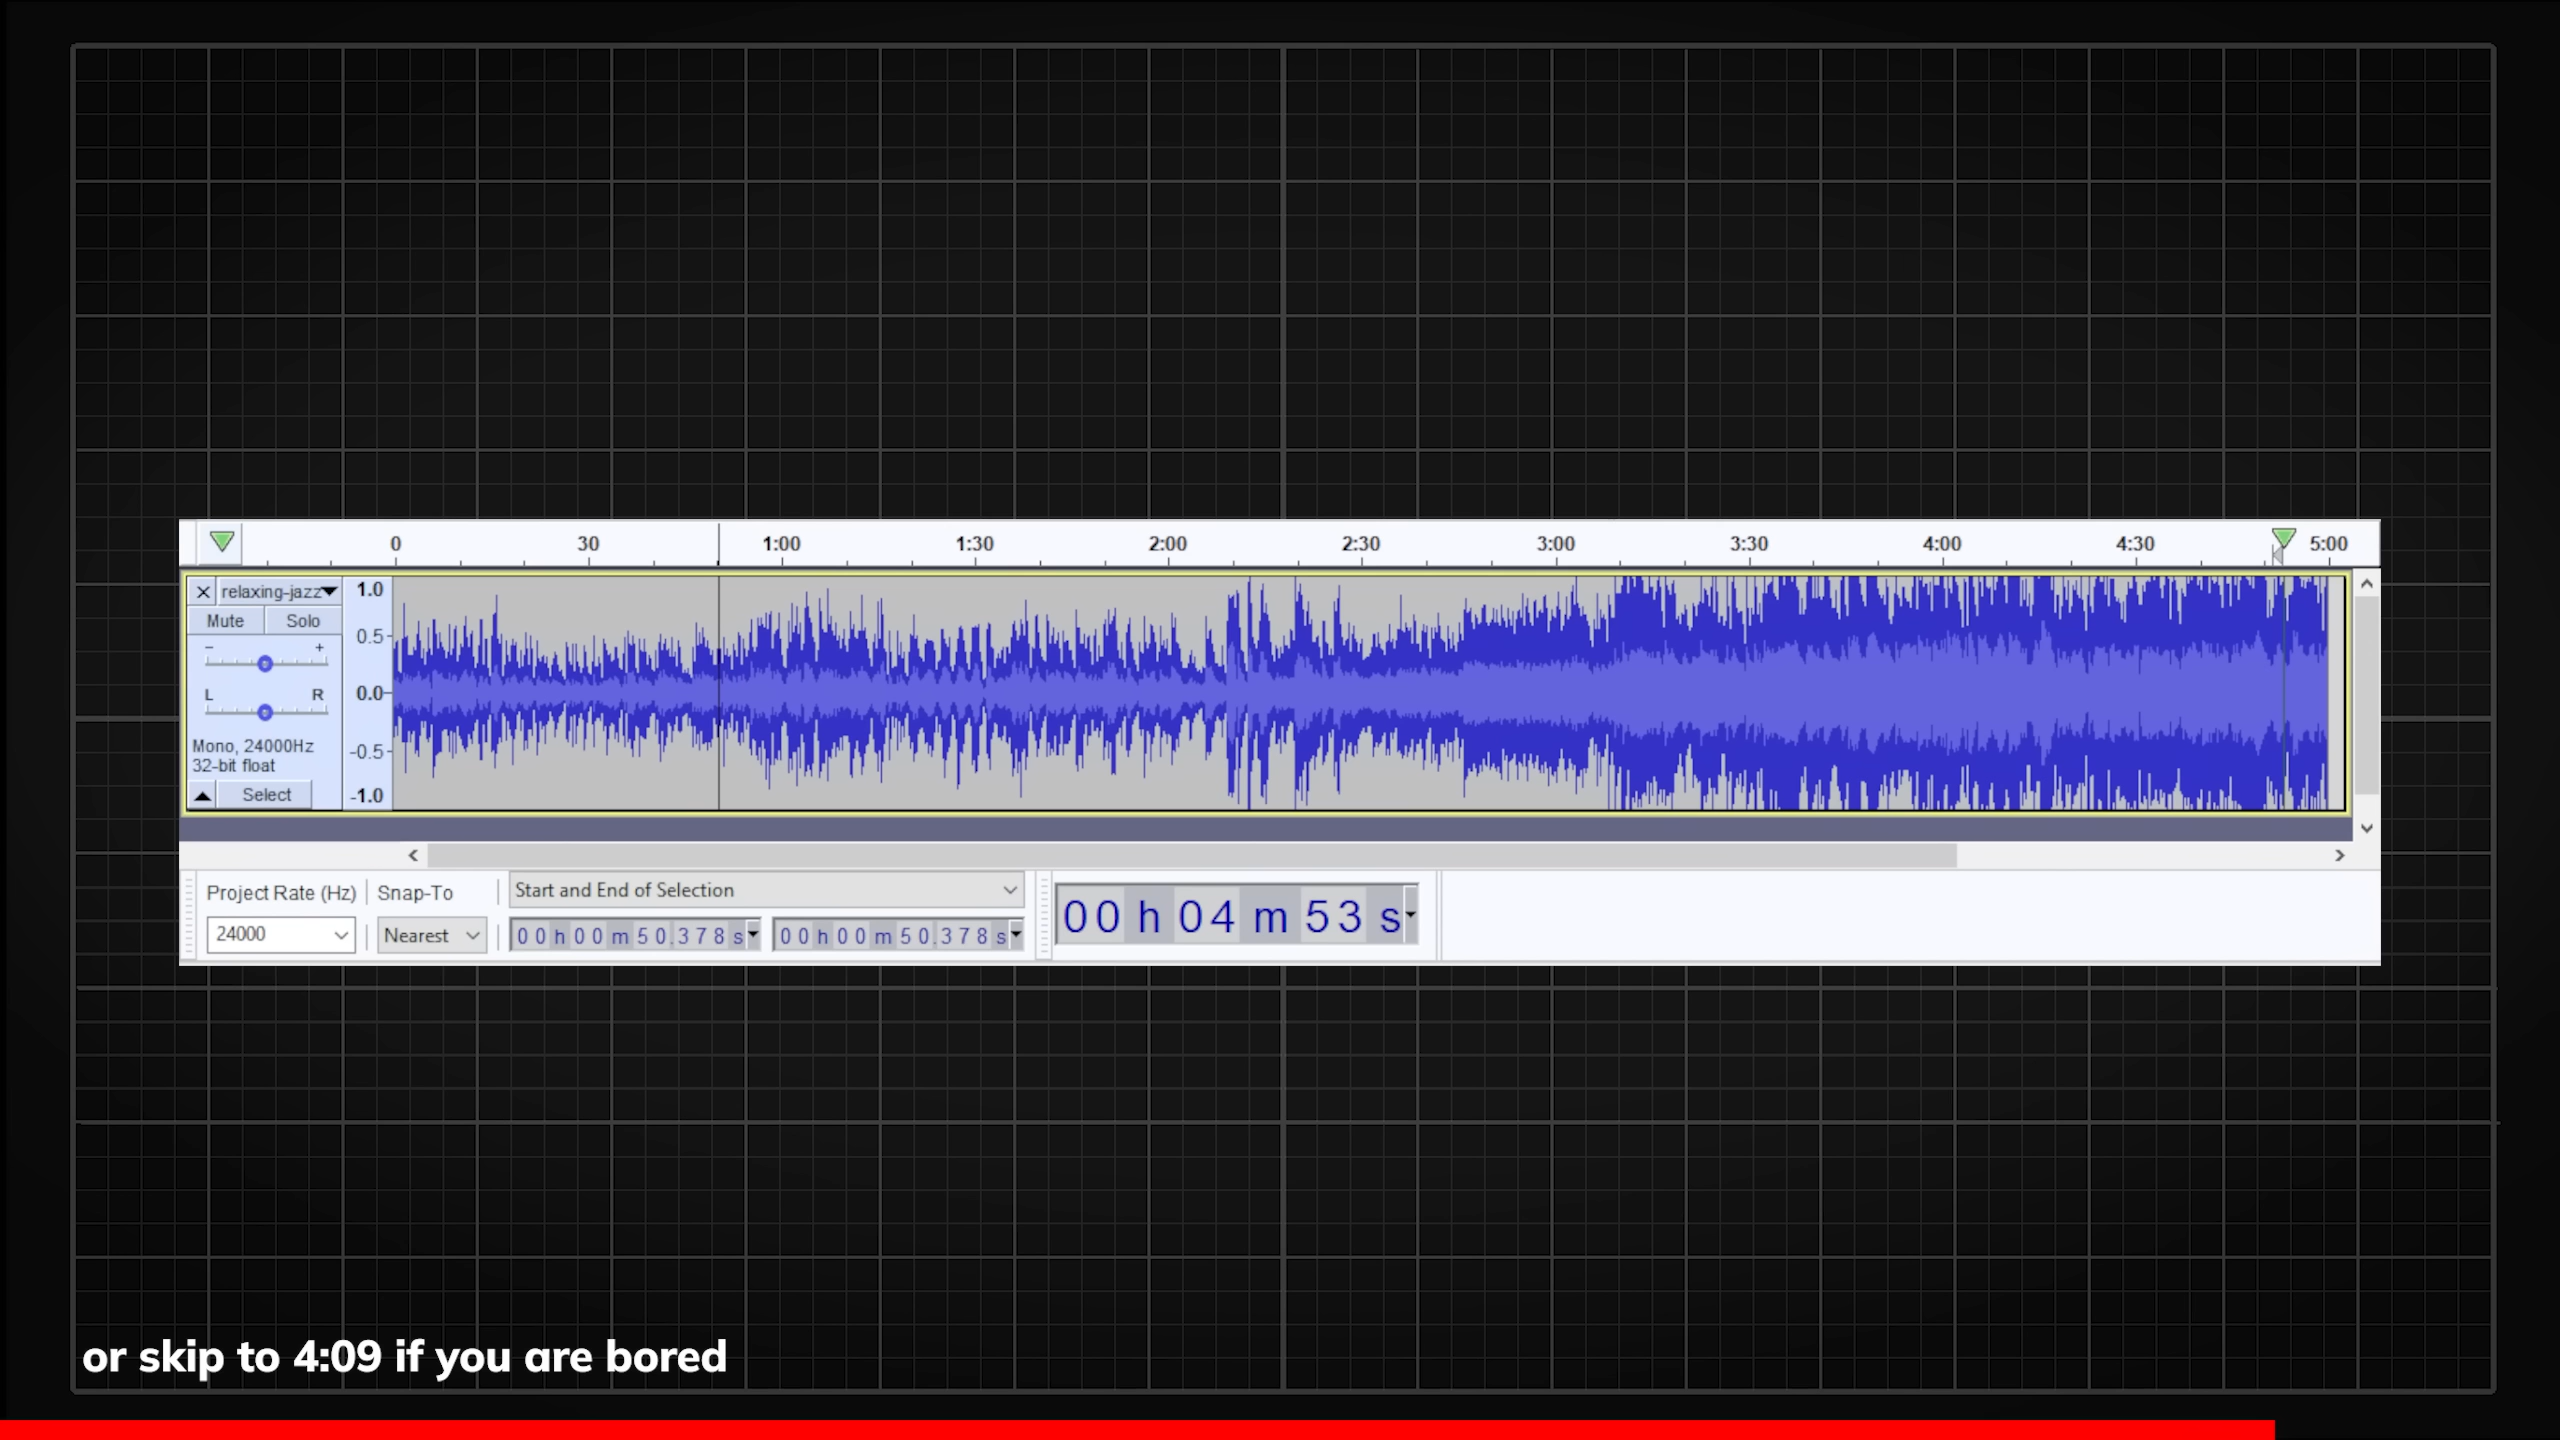 0 30 1:00 1:30 2:00 2:30 3:00 3:30 4:00 4:30 5:00
relaxing-jazz
Mute Solo
- +
L R
Mono, 24000Hz
32-bit float
Select
1.0
0.5
0.0
-0.5
-1.0
Project Rate (Hz) Snap-To Start and End of Selection
24000 Nearest 00h00m50.378s 00h00m50.378s 00h04m53s
or skip to 4:09 if you are bored